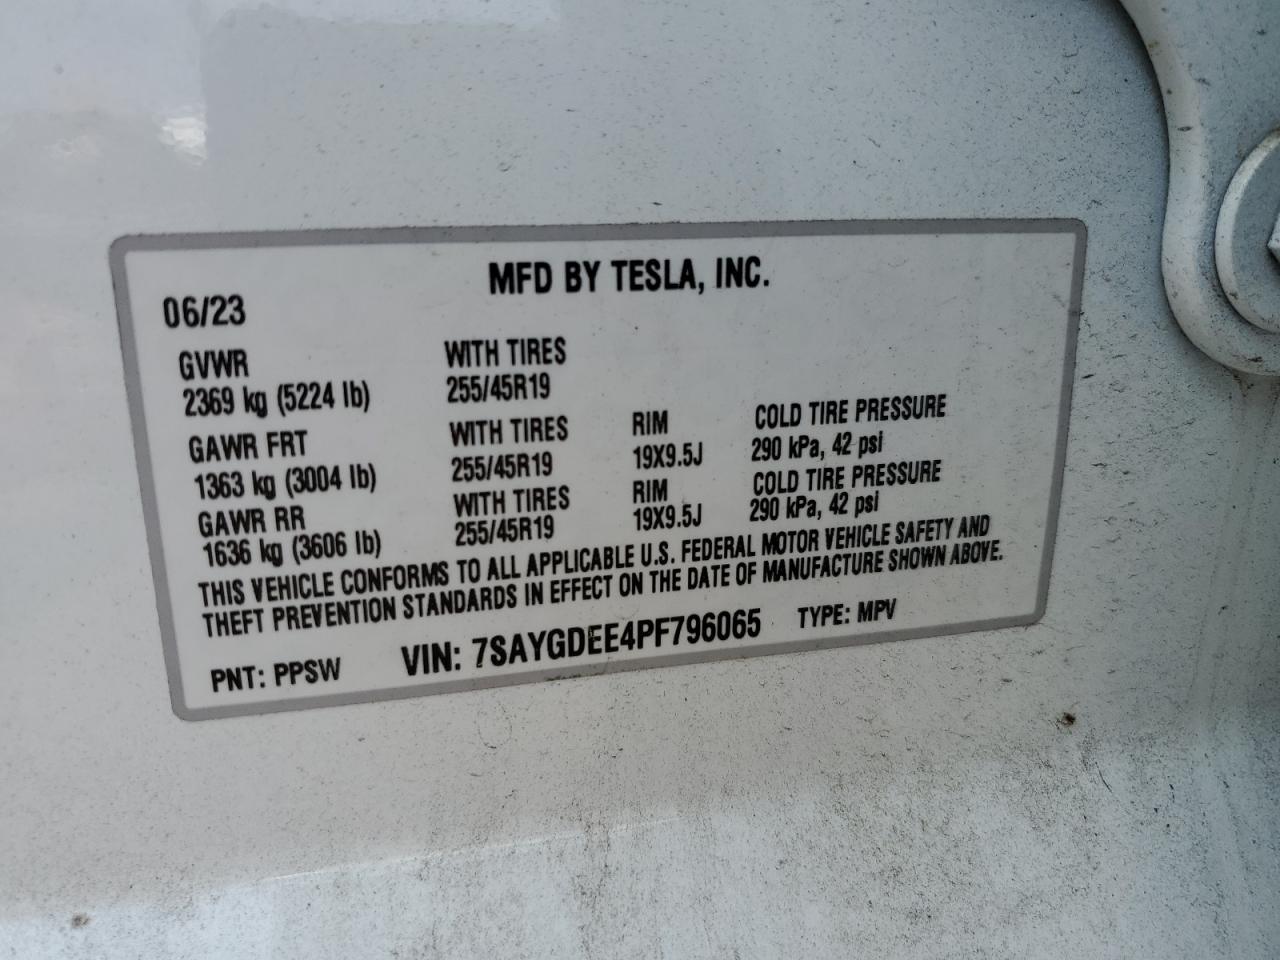 MFD BY TESLA, INC.
06/23
GVWR WITH TIRES
2369 kg (5224 lb) 255/45R19
GAWR FRT WITH TIRES RIM COLD TIRE PRESSURE
1363 kg (3004 lb) 255/45R19 19X9.5J 290 kPa, 42 psi
GAWR RR WITH TIRES RIM COLD TIRE PRESSURE
1636 kg (3606 lb) 255/45R19 19X9.5J 290 kPa, 42 psi
THIS VEHICLE CONFORMS TO ALL APPLICABLE U.S. FEDERAL MOTOR VEHICLE SAFETY AND
THEFT PREVENTION STANDARDS IN EFFECT ON THE DATE OF MANUFACTURE SHOWN ABOVE.
PNT: PPSW VIN: 7SAYGDEE4PF796065 TYPE: MPV